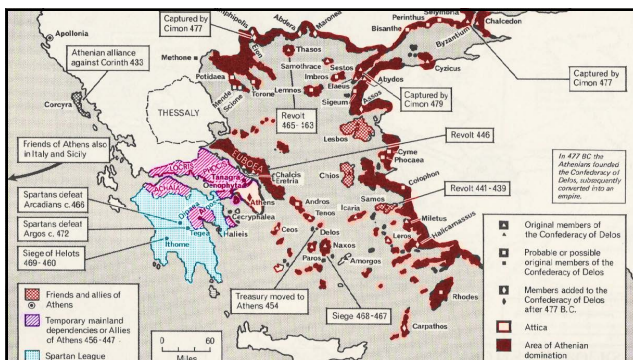 Apollonia
Athenian alliance
against Corinth 433
Corcyra
Friends of Athens also
in Italy and Sicily
Captured by
Cimon 477
Amphipolis
Eion
Abdera
Maronea
Methone
Potidaea
Mende
Scione
Torone
THESSALY
Thasos
Samothrace
Imbros
Lemnos
Sestos
Elaeus
Sigeum
Abydos
Assos
Revolt
465-163
Bisanthe
Perinthus
Selymbria
Byzantium
Chalcedon
Cyzicus
Captured by
Cimon 477
Captured by
Cimon 479
Lesbos
Revolt 446
Cyme
Phocaea
Chios
Colophon
Revolt 441-439
In 477 BC the
Athenians founded
the Confederacy of
Delos, subsequently
converted into an
empire.
LOCRIS
PHOCIS
EUBOEA
Tanagra
Oenophyta
Chalcis
Eretria
ACHAIA
Athens
Spartans defeat
Arcadians c.466
Spartans defeat
Argos c. 472
Siege of Helots
469-460
Tegea
Ithome
Halieis
Cecryphalea
Andros
Tenos
Icaria
Samos
Miletus
Ceos
Delos
Naxos
Paros
Amorgos
Leros
Halicarnassus
Treasury moved to
Athens 454
Siege 468-467
Rhodes
Carpathos
Friends and allies of
Athens
Temporary mainland
dependencies or Allies
of Athens 456-447
Spartan League
0
60
Miles
Original members of
the Confederacy of Delos
Probable or possible
original members of the
Confederacy of Delos
Members added to the
Confederacy of Delos
after 477 B.C.
Attica
Area of Athenian
domination